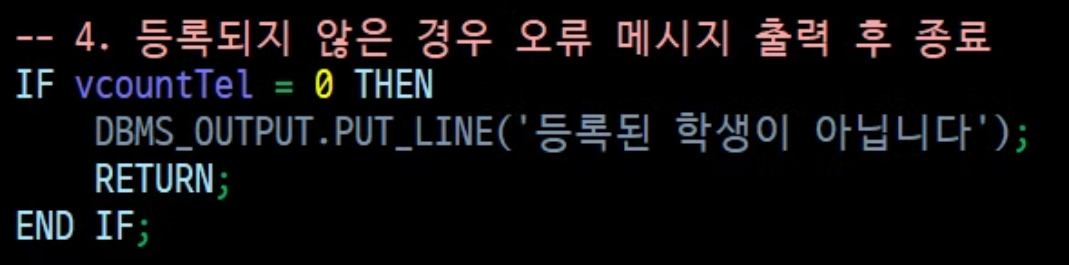 -- 4. 등록되지 않은 경우 오류 메시지 출력 후 종료
IF vcountTel = 0 THEN
    DBMS_OUTPUT.PUT_LINE('등록된 학생이 아닙니다');
    RETURN;
END IF;